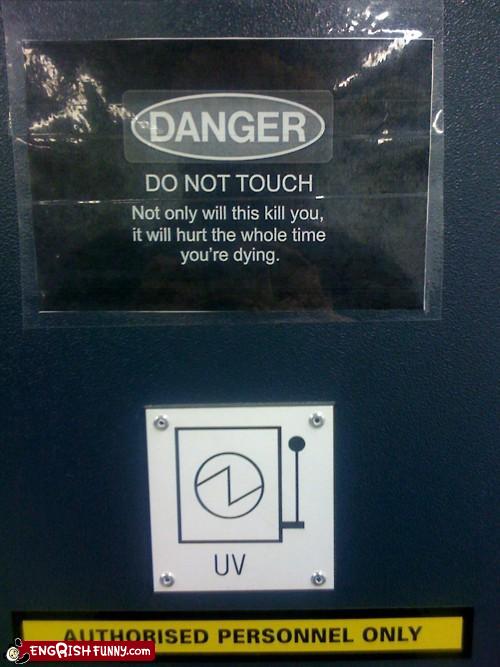 DANGER
DO NOT TOUCH
Not only will this kill you,
it will hurt the whole time
you're dying.
UV
AUTHORISED PERSONNEL ONLY
ENGRISHFUNNY.com